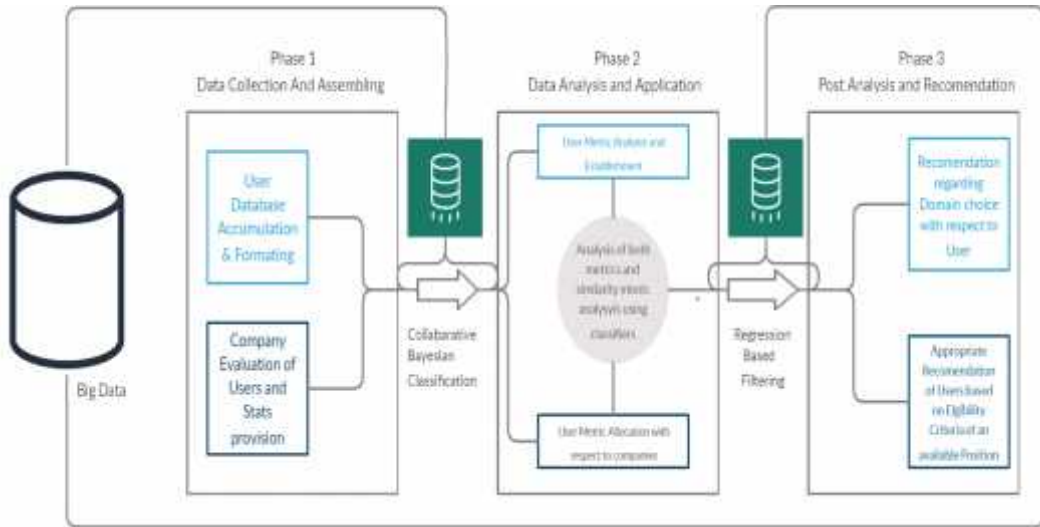 Phase 1
Data Collection And Assembling
Phase 2
Data Analysis and Application
Phase 3
Post Analysis and Recomendation
User
Database
Accumulation
& Formating
Company
Evaluation of
Users and
Stats
provision
Big Data
Collabarative
Bayesian
Classification
User Metric Analysis and
Establishment
Analysis of both
metrics and
similarity
analysis using
classifiers
User Metric Allocation with
respect to companies
Regression
Based
Filtering
Recomendation
regarding
Domain choice
with respect to
User
Appropriate
Recomendation
of Users based
on Eligibility
Criteria of an
available Position